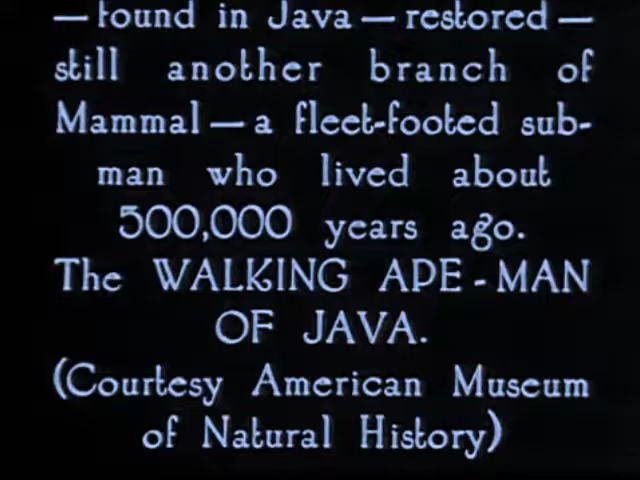 — found in Java — restored —
still another branch of
Mammal — a fleet-footed sub-
man who lived about
500,000 years ago.
The WALKING APE - MAN
OF JAVA.
(Courtesy American Museum
of Natural History)